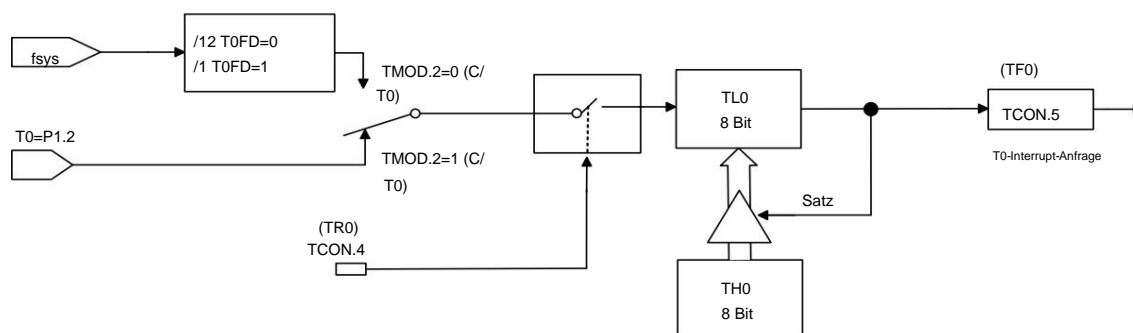 fsys
/12 T0FD=0
/1 T0FD=1
TMOD.2=0 (C/
T0)
T0=P1.2
TMOD.2=1 (C/
T0)
(TR0)
TCON.4
TL0
8 Bit
Satz
TH0
8 Bit
(TF0)
TCON.5
T0-Interrupt-Anfrage